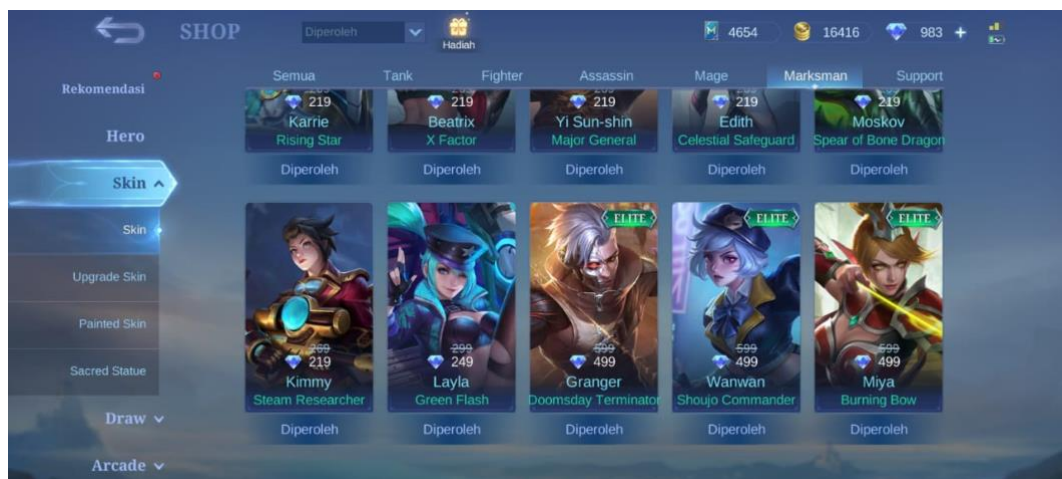 SHOP
Diperoleh
Hadiah
4654
16416
983 +
Rekomendasi
Hero
Skin
Skin
Upgrade Skin
Painted Skin
Sacred Statue
Draw
Arcade
Semua Tank Fighter Assassin Mage Marksman Support
219 219 219 219 219
Karrie Beatrix Yi Sun-shin Edith Moskov
Rising Star X Factor Major General Celestial Safeguard Spear of Bone Dragon
Diperoleh Diperoleh Diperoleh Diperoleh Diperoleh
ELITE ELITE ELITE
269 299 599 599 599
219 249 499 499 499
Kimmy Layla Granger Wanwan Miya
Steam Researcher Green Flash Doomsday Terminator Shoujo Commander Burning Bow
Diperoleh Diperoleh Diperoleh Diperoleh Diperoleh